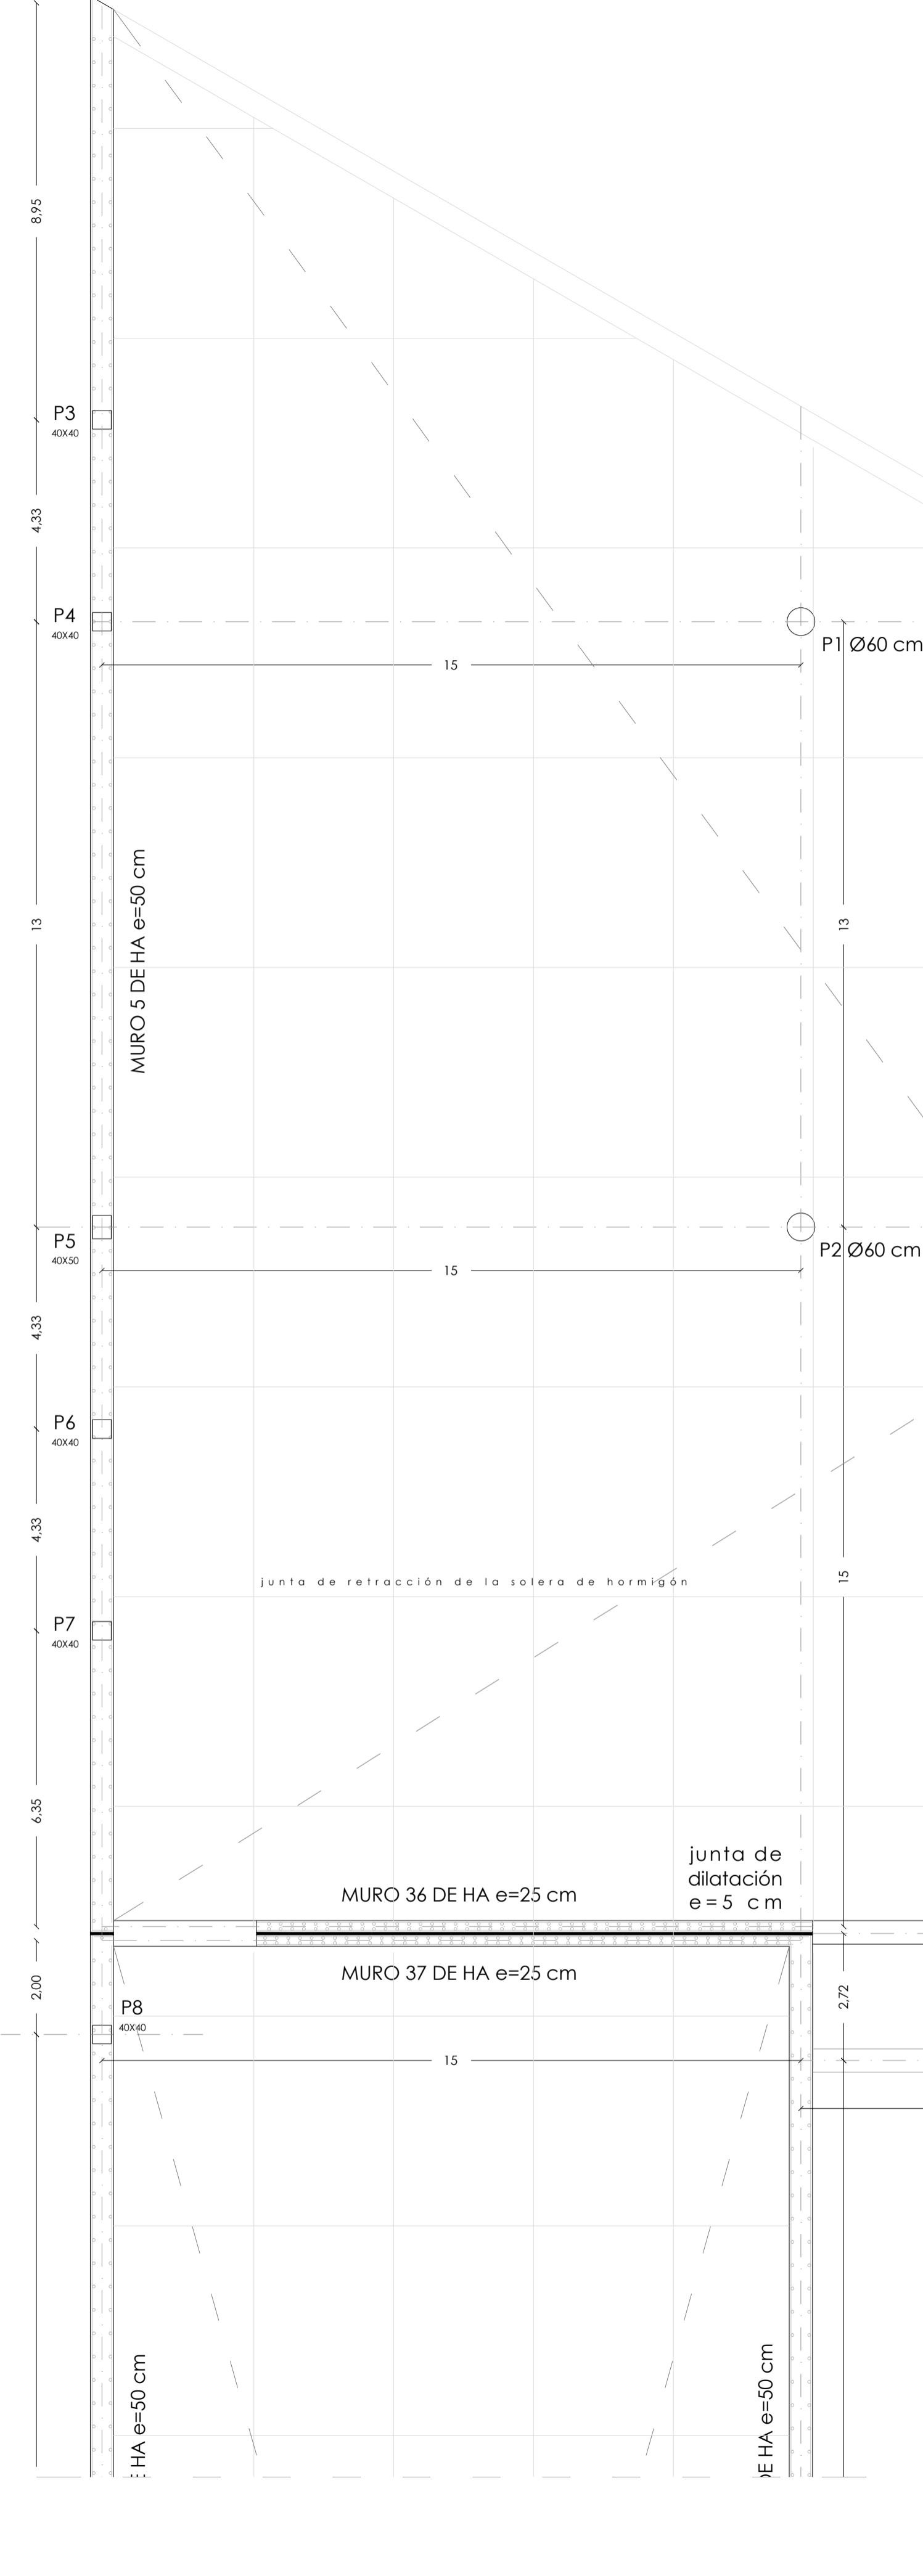 8,95
P3
40X40
4,33
P4
40X40
15
P1 Ø60 cm
13
MURO 5 DE HA e=50 cm
13
P5
40X50
15
P2 Ø60 cm
4,33
P6
40X40
4,33
15
junta de retracción de la solera de hormigón
P7
40X40
6,35
junta de
dilatación
e=5 cm
MURO 36 DE HA e=25 cm
MURO 37 DE HA e=25 cm
2,00
2,72
P8
40X40
15
HA e=50 cm
DE HA e=50 cm